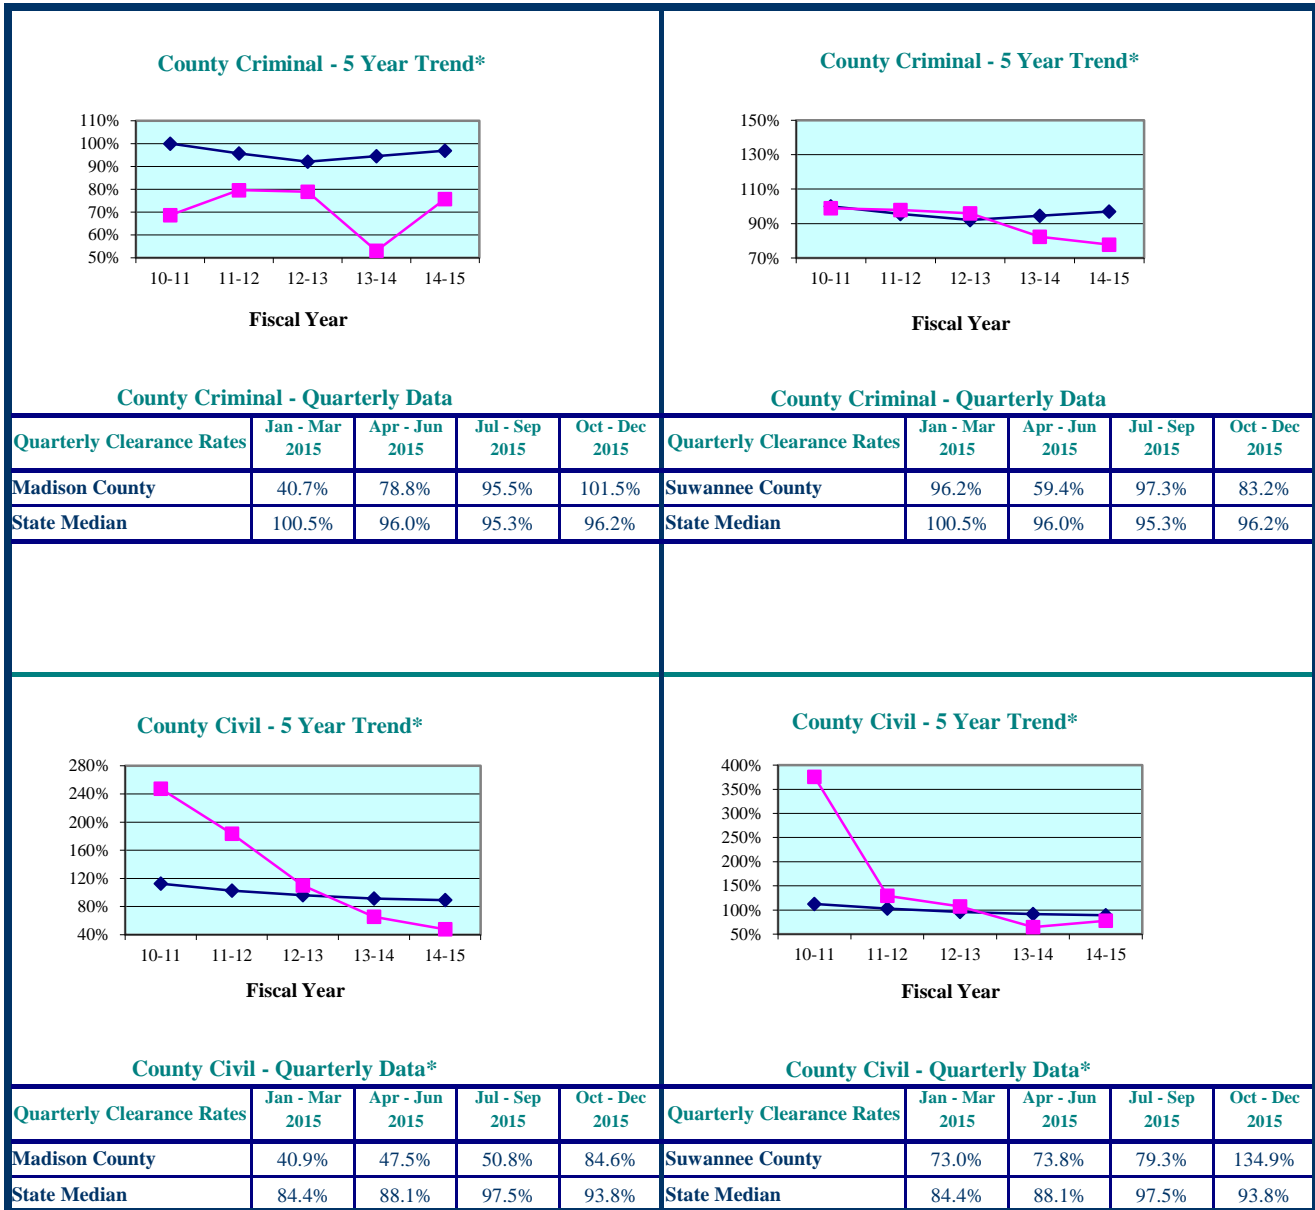 County Criminal - 5 Year Trend*
110%
100%
90%
80%
70%
60%
50%
10-11 11-12 12-13 13-14 14-15
Fiscal Year
County Criminal - Quarterly Data
Quarterly Clearance Rates Jan - Mar 2015 Apr - Jun 2015 Jul - Sep 2015 Oct - Dec 2015
Madison County 40.7% 78.8% 95.5% 101.5%
State Median 100.5% 96.0% 95.3% 96.2%
County Criminal - 5 Year Trend*
150%
130%
110%
90%
70%
10-11 11-12 12-13 13-14 14-15
Fiscal Year
County Criminal - Quarterly Data
Quarterly Clearance Rates Jan - Mar 2015 Apr - Jun 2015 Jul - Sep 2015 Oct - Dec 2015
Suwannee County 96.2% 59.4% 97.3% 83.2%
State Median 100.5% 96.0% 95.3% 96.2%
County Civil - 5 Year Trend*
280%
240%
200%
160%
120%
80%
40%
10-11 11-12 12-13 13-14 14-15
Fiscal Year
County Civil - Quarterly Data*
Quarterly Clearance Rates Jan - Mar 2015 Apr - Jun 2015 Jul - Sep 2015 Oct - Dec 2015
Madison County 40.9% 47.5% 50.8% 84.6%
State Median 84.4% 88.1% 97.5% 93.8%
County Civil - 5 Year Trend*
400%
350%
300%
250%
200%
150%
100%
50%
10-11 11-12 12-13 13-14 14-15
Fiscal Year
County Civil - Quarterly Data*
Quarterly Clearance Rates Jan - Mar 2015 Apr - Jun 2015 Jul - Sep 2015 Oct - Dec 2015
Suwannee County 73.0% 73.8% 79.3% 134.9%
State Median 84.4% 88.1% 97.5% 93.8%